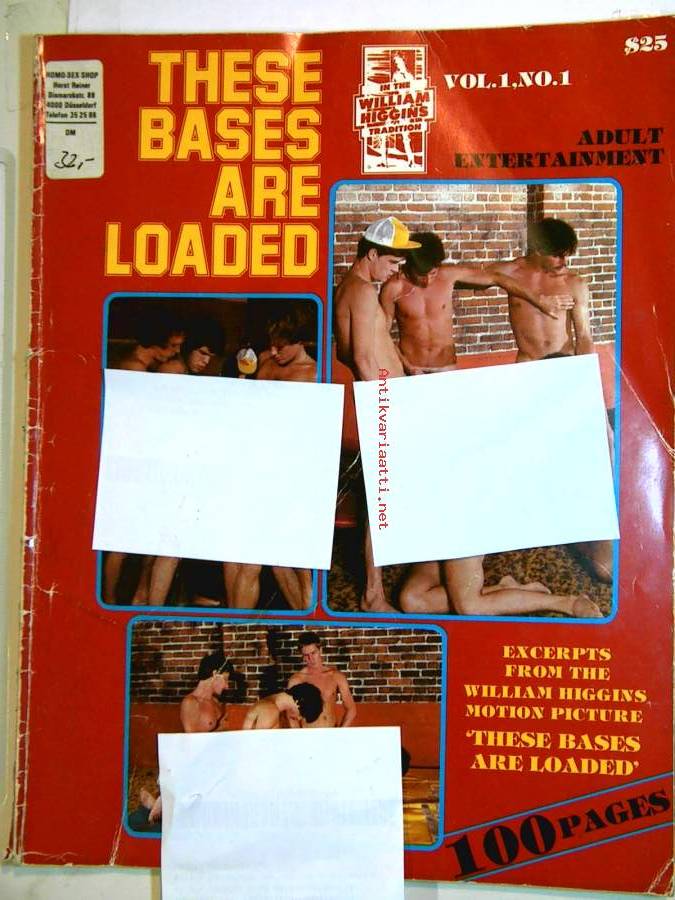 HOMO-SEX SHOP
Horst Reiner
Bismarckstr. 88
4000 Düsseldorf
Telefon 35 25 86
DM
32,-
THESE
BASES
ARE
LOADED
IN THE
WILLIAM
HIGGINS
TRADITION
VOL.1,NO.1
$25
ADULT
ENTERTAINMENT
Antikvariaatti.net
EXCERPTS
FROM THE
WILLIAM HIGGINS
MOTION PICTURE
‘THESE BASES
ARE LOADED’
100 PAGES